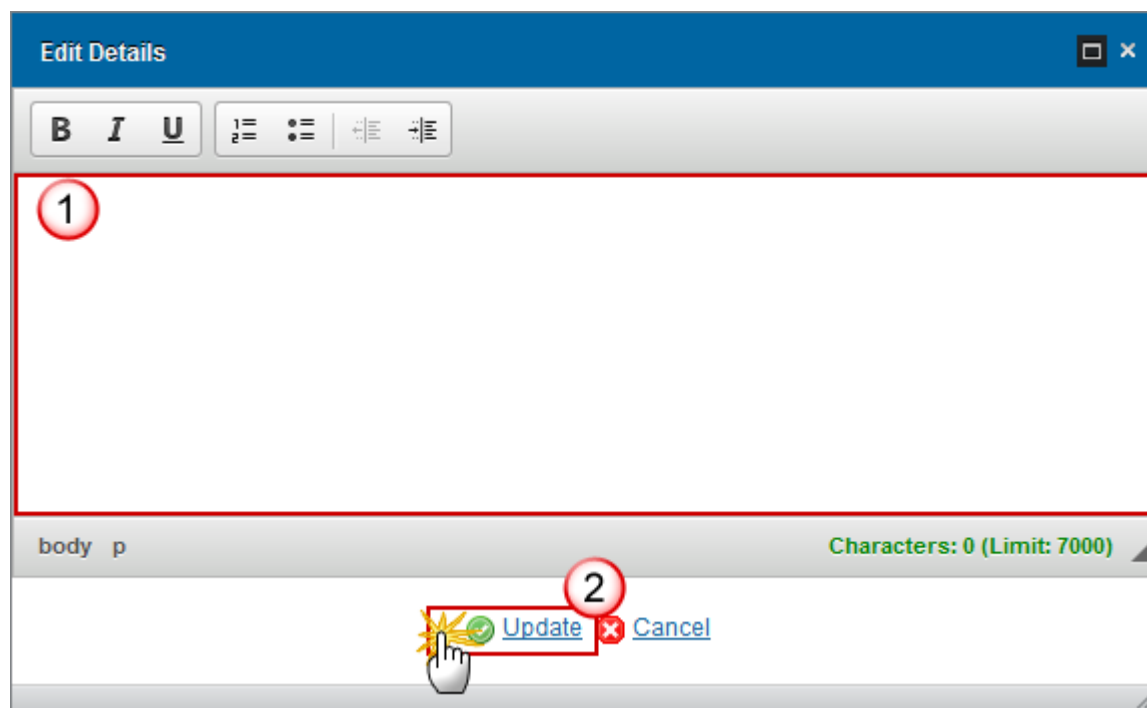 Edit Details
B I U
1
body p Characters: 0 (Limit: 7000)
2
Update Cancel